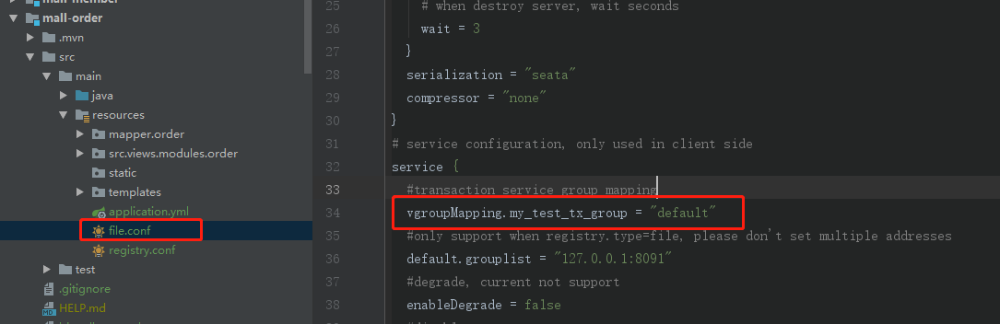 mall-order
.mvn
src
main
java
resources
mapper.order
src.views.modules.order
static
templates
application.yml
file.conf
registry.conf
test
.gitignore
HELP.md
25 # when destroy server, wait seconds
26 wait = 3
27 }
28 serialization = "seata"
29 compressor = "none"
30 }
31 # service configuration, only used in client side
32 service {
33 #transaction service group mapping
34 vgroupMapping.my_test_tx_group = "default"
35 #only support when registry.type=file, please don't set multiple addresses
36 default.grouplist = "127.0.0.1:8091"
37 #degrade, current not support
38 enableDegrade = false